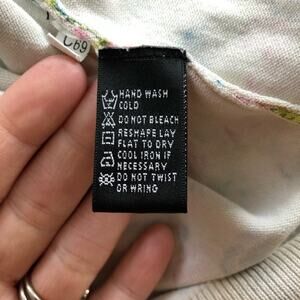 HAND WASH
COLD
DO NOT BLEACH
RESHAPE LAY
FLAT TO DRY
COOL IRON IF
NECESSARY
DO NOT TWIST
OR WRING